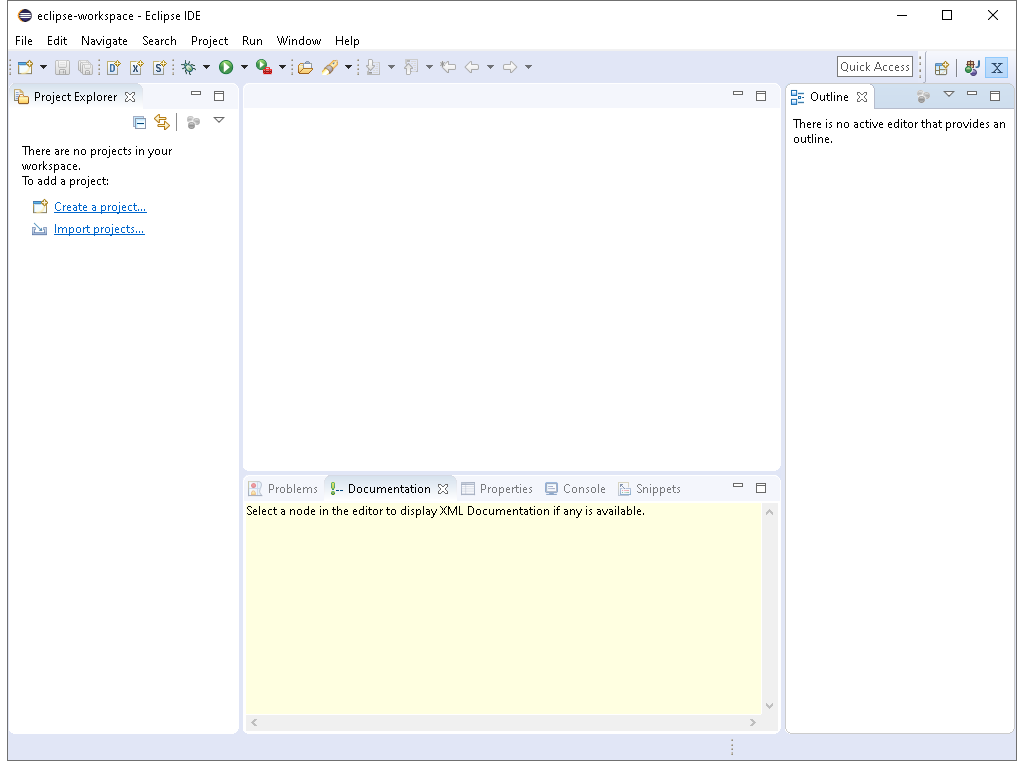 eclipse-workspace - Eclipse IDE
File Edit Navigate Search Project Run Window Help
Quick Access
Project Explorer
There are no projects in your
workspace.
To add a project:
Create a project...
Import projects...
Outline
There is no active editor that provides an
outline.
Problems Documentation Properties Console Snippets
Select a node in the editor to display XML Documentation if any is available.